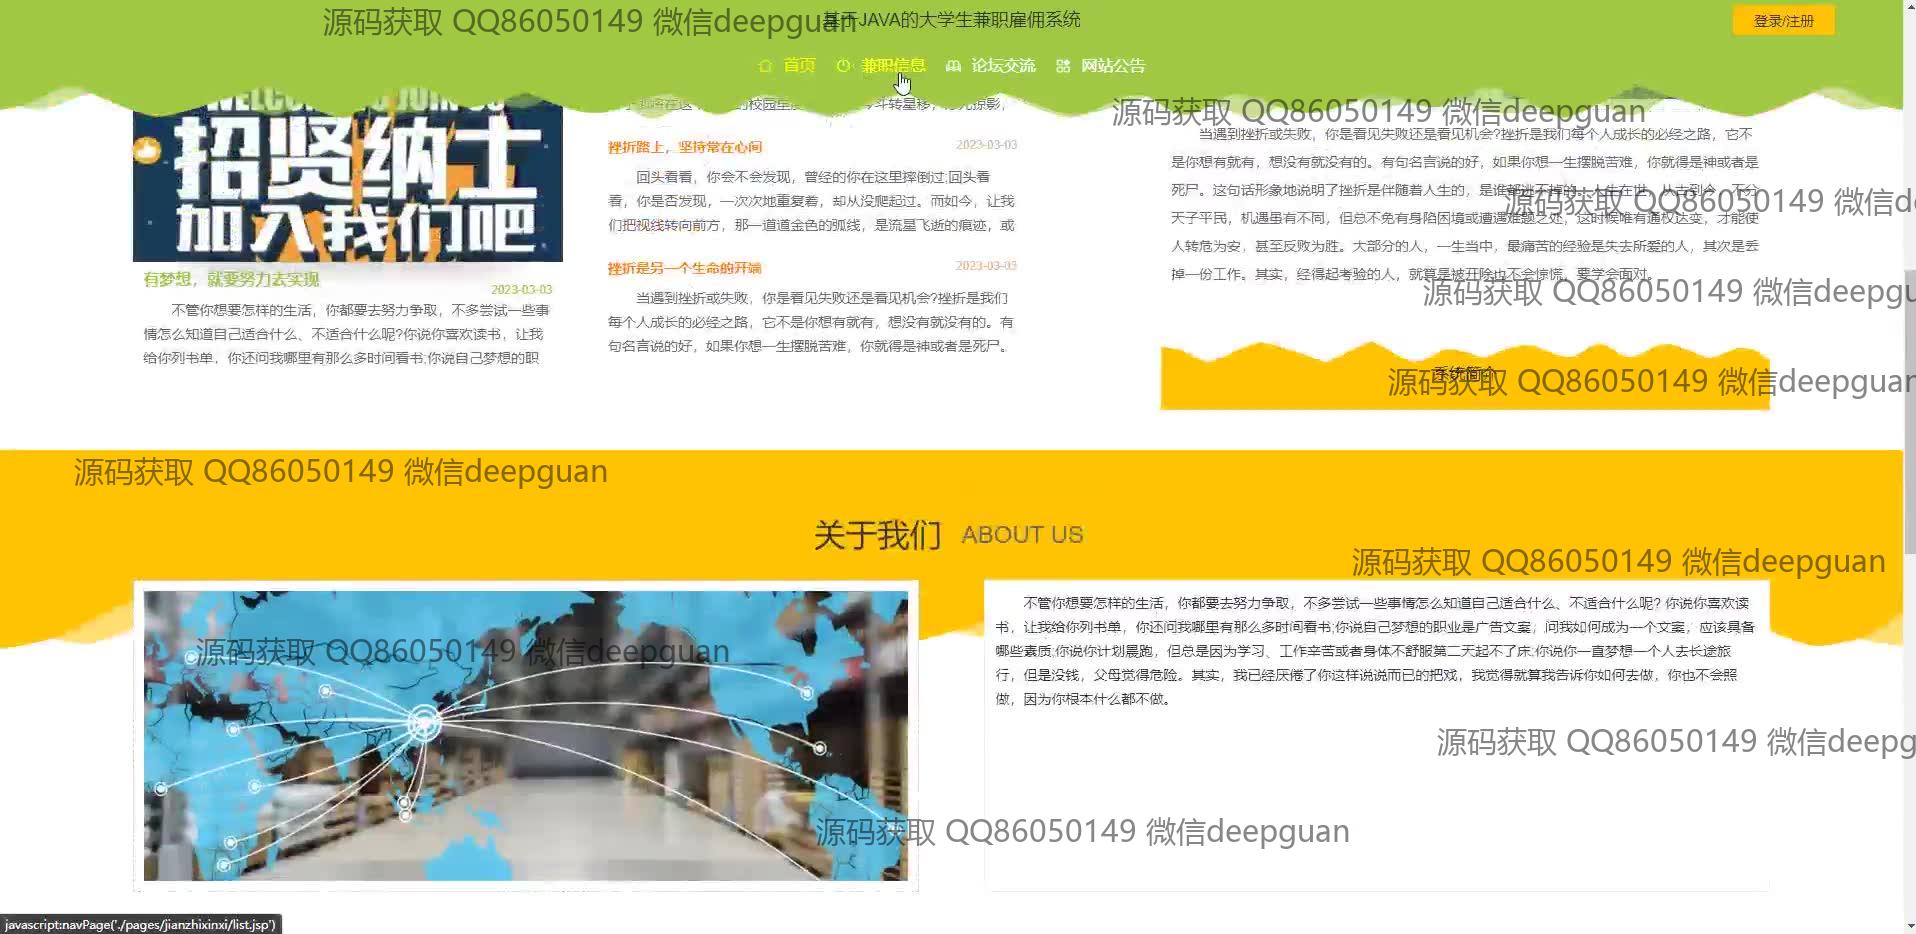 基于JAVA的大学生兼职雇佣系统
登录/注册
首页 兼职信息 论坛交流 网站公告
招贤纳士
加入我们吧
有梦想，就要努力去实现
2023-03-03
不管你想要怎样的生活，你都要去努力争取，不多尝试一些事
情怎么知道自己适合什么、不适合什么呢?你说你喜欢读书，让我
给你列书单，你还问我哪里有那么多时间看书;你说自己梦想的职
挫折路上，坚持常在心间
2023-03-03
回头看看，你会不会发现，曾经的你在这里摔倒过;回头看
看，你是否发现，一次次地重复着，却从没爬起过。而如今，让我
们把视线转向前方，那一道道金色的弧线，是流星飞逝的痕迹，或
挫折是另一个生命的开端
2023-03-03
当遇到挫折或失败，你是看见失败还是看见机会?挫折是我们
每个人成长的必经之路，它不是你想有就有，想没有就没有的。有
句名言说的好，如果你想一生摆脱苦难，你就得是神或者是死尸。
当遇到挫折或失败，你是看见失败还是看见机会?挫折是我们每个人成长的必经之路，它不
是你想有就有，想没有就没有的。有句名言说的好，如果你想一生摆脱苦难，你就得是神或者是
死尸。这句话形象地说明了挫折是伴随着人生的，是谁都逃不掉的。人生在世，从古到今，不分
天子平民，机遇虽有不同，但总不免有身陷困境或遭遇难题之处，这时候唯有通权达变，才能使
人转危为安，甚至反败为胜。大部分的人，一生当中，最痛苦的经验是失去所爱的人，其次是丢
掉一份工作。其实，经得起考验的人，就算是被开除也不会惊慌，要学会面对。
系统简介
关于我们 ABOUT US
不管你想要怎样的生活，你都要去努力争取，不多尝试一些事情怎么知道自己适合什么、不适合什么呢? 你说你喜欢读
书，让我给你列书单，你还问我哪里有那么多时间看书;你说自己梦想的职业是广告文案，问我如何成为一个文案，应该具备
哪些素质;你说你计划晨跑，但总是因为学习、工作辛苦或者身体不舒服第二天起不了床;你说你一直梦想一个人去长途旅
行，但是没钱，父母觉得危险。其实，我已经厌倦了你这样说说而已的把戏，我觉得就算我告诉你如何去做，你也不会照
做，因为你根本什么都不做。
javascript:navPage('./pages/jianzhixinxi/list.jsp')
源码获取 QQ86050149 微信deepguan
源码获取 QQ86050149 微信deepguan
源码获取 QQ86050149 微信d
源码获取 QQ86050149 微信deepgu
源码获取 QQ86050149 微信deepguan
源码获取 QQ86050149 微信deepguan
源码获取 QQ86050149 微信deepguan
源码获取 QQ86050149 微信deepguan
源码获取 QQ86050149 微信deepg
源码获取 QQ86050149 微信deepguan